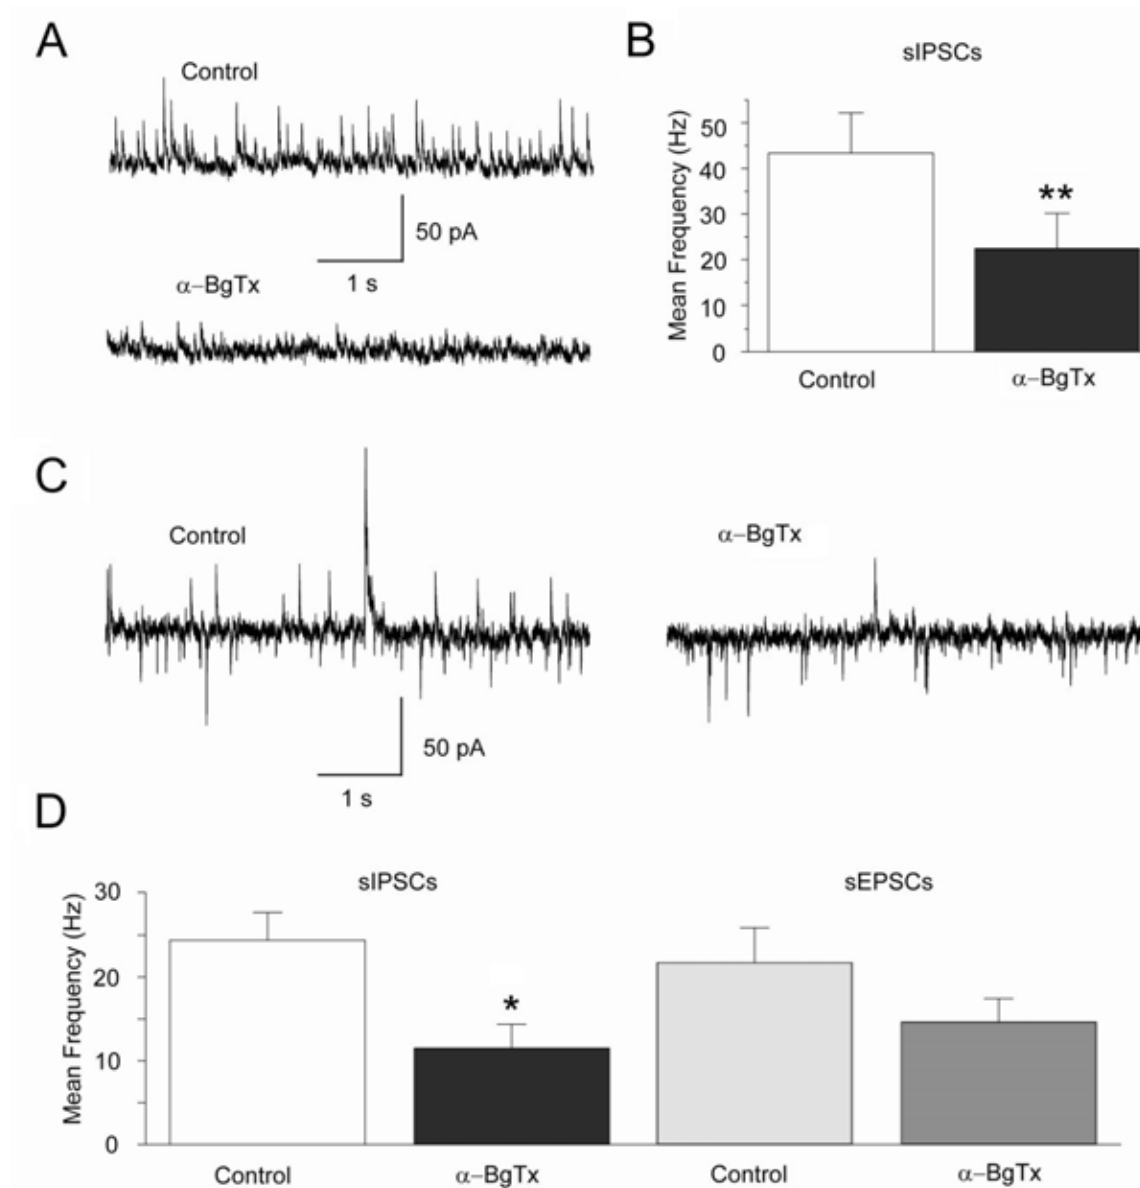 A
Control
50 pA
1 s
α–BgTx
B
sIPSCs
Mean Frequency (Hz)
50
40
30
20
10
0
**
Control
α–BgTx
C
Control
α–BgTx
50 pA
1 s
D
sIPSCs
sEPSCs
Mean Frequency (Hz)
30
20
10
0
*
Control
α–BgTx
Control
α–BgTx